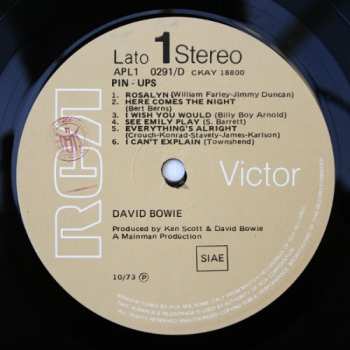 Lato 1 Stereo
APL1 0291/D CKAY 18800
PIN-UPS
1. ROSALYN (William Farley-Jimmy Duncan)
2. HERE COMES THE NIGHT
(Bert Berns)
3. I WISH YOU WOULD (Billy Boy Arnold)
4. SEE EMILY PLAY (S. Barrett)
5. EVERYTHING'S ALRIGHT
(Crouch-Konrad-Stavely-James-Karlson)
6. I CAN'T EXPLAIN (Townshend)
RCA
Victor
DAVID BOWIE
Produced by Ken Scott & David Bowie
A Mainman Production
SIAE
10/73 Ⓟ